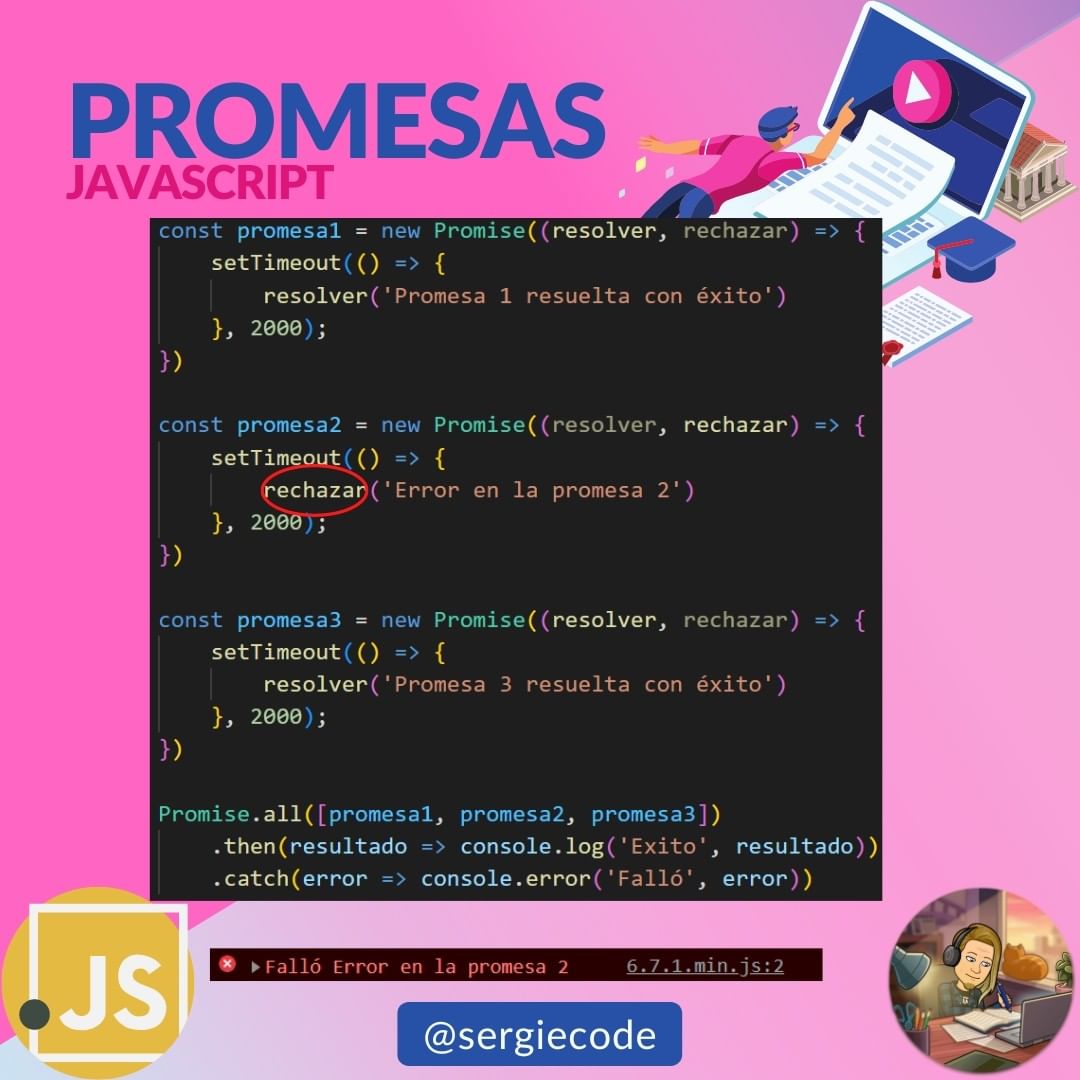 PROMESAS
JAVASCRIPT
const promesa1 = new Promise((resolver, rechazar) => {
    setTimeout(() => {
        resolver('Promesa 1 resuelta con éxito')
    }, 2000);
})
const promesa2 = new Promise((resolver, rechazar) => {
    setTimeout(() => {
        rechazar('Error en la promesa 2')
    }, 2000);
})
const promesa3 = new Promise((resolver, rechazar) => {
    setTimeout(() => {
        resolver('Promesa 3 resuelta con éxito')
    }, 2000);
})
Promise.all([promesa1, promesa2, promesa3])
    .then(resultado => console.log('Exito', resultado))
    .catch(error => console.error('Falló', error))
Falló Error en la promesa 2 6.7.1.min.js:2
JS
@sergiecode